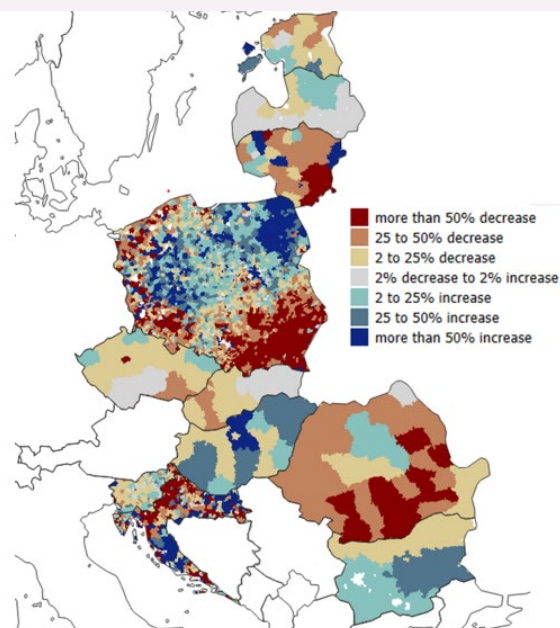 more than 50% decrease
25 to 50% decrease
2 to 25% decrease
2% decrease to 2% increase
2 to 25% increase
25 to 50% increase
more than 50% increase